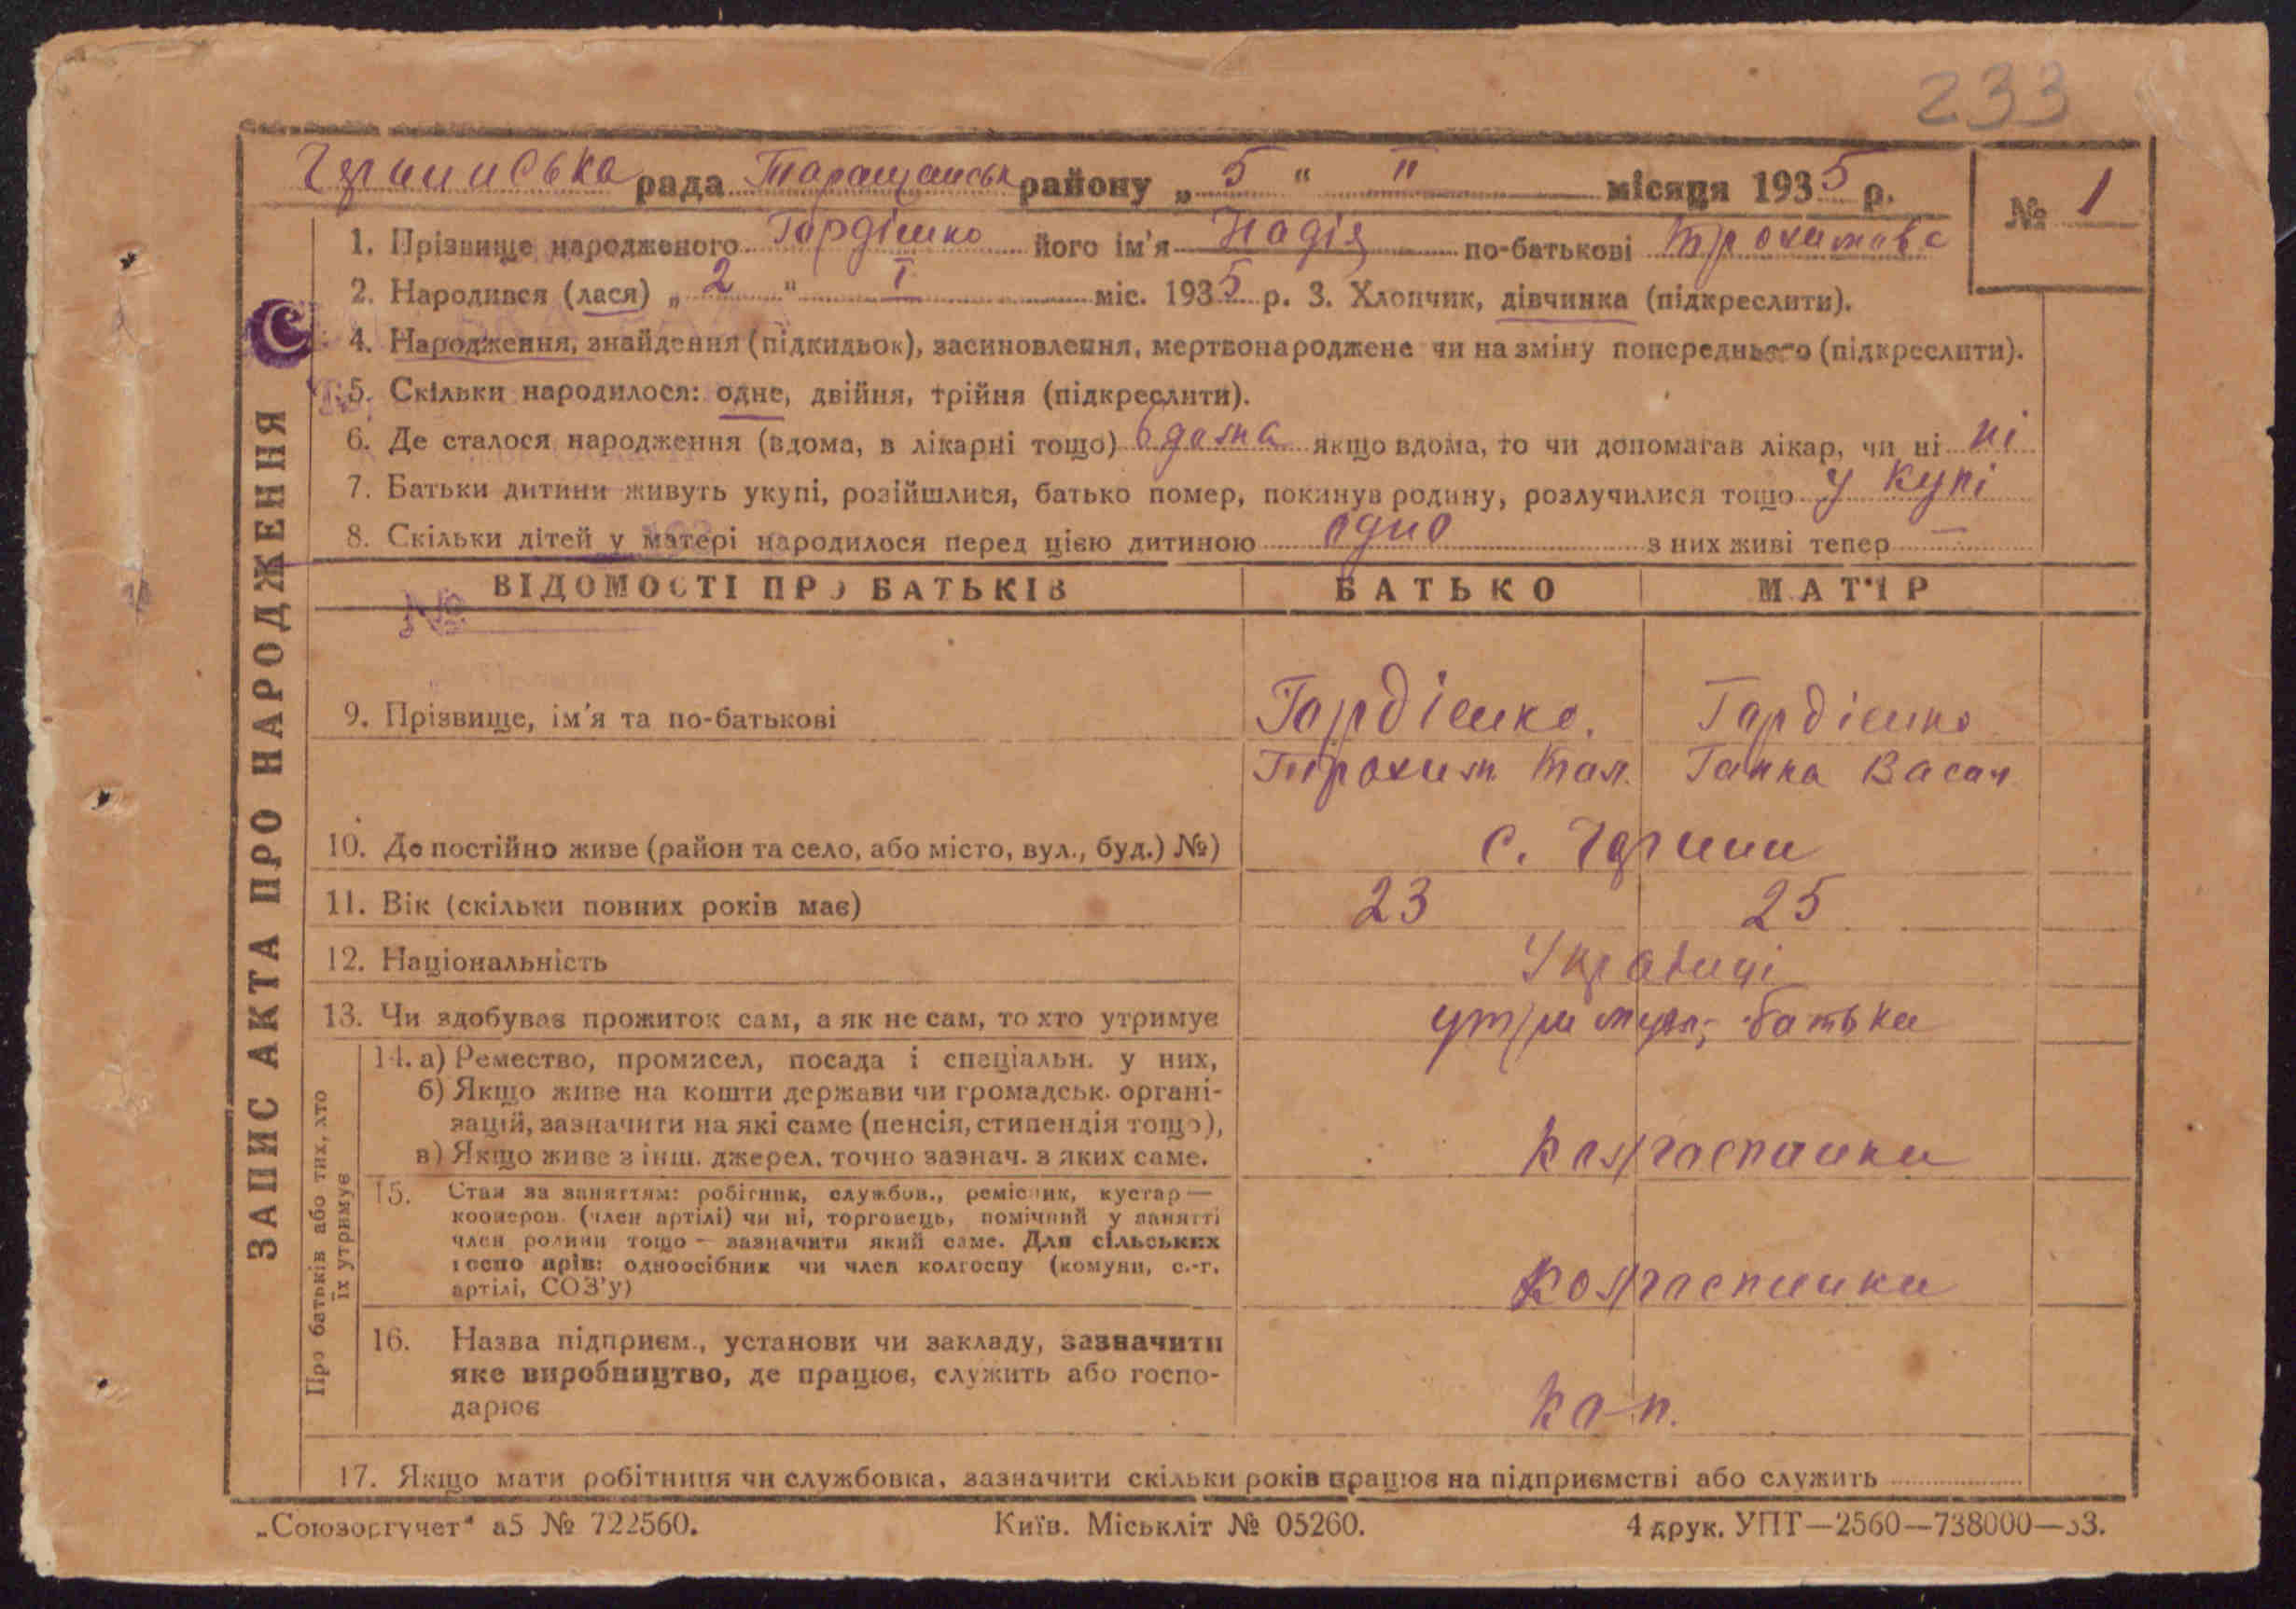 233
рада Таращанськ району „ 5 " II місяця 1935 р.
№ 1
1. Прізвище народженого Гордієнко його ім'я Надія по-батькові Трохимовс
2. Народився (лася) „ 2 " I міс. 1935 р. 3. Хлопчик, дівчинка (підкреслити).
4. Народження, знайдення (підкидьок), засиновлення, мертвонароджене чи на зміну попереднього (підкреслити).
5. Скільки народилося: одне, двійня, трійня (підкреслити).
6. Де сталося народження (вдома, в лікарні тощо) вдома якщо вдома, то чи допомагав лікар, чи ні ні
7. Батьки дитини живуть укупі, розійшлися, батько помер, покинув родину, розлучилися тощо у купі
8. Скільки дітей у матері народилося перед цією дитиною одно з них живі тепер —
ЗАПИС АКТА ПРО НАРОДЖЕННЯ
ВІДОМОСТІ ПРО БАТЬКІВ БАТЬКО МАТІР
№
9. Прізвище, ім'я та по-батькові Гордієнко. Гордієнко
Трохим Ганна Васил
10. Де постійно живе (район та село, або місто, вул., буд.) №) с.
11. Вік (скільки повних років має) 23 25
12. Національність Українці
13. Чи здобував прожиток сам, а як не сам, то хто утримує батьки
Про батьків або тих, хто
їх утримує
14. а) Ремество, промисел, посада і спеціальн. у них,
б) Якщо живе на кошти держави чи громадськ. органі-
зацій, зазначити на які саме (пенсія, стипендія тощо),
в) Якщо живе з інш. джерел, точно зазнач. з яких саме. Колгоспники
15. Стан за заняттям: робітник, службов., ремісник, кустар —
кооперов. (член артілі) чи ні, торговець, помічний у занятті
член родини тощо — зазначити який саме. Для сільських
господарів: одноосібник чи член колгоспу (комуни, с.-г.
артілі, СОЗ'у) Колгоспники
16. Назва підприєм., установи чи закладу, зазначити
яке виробництво, де працює, служить або госпо-
дарює
17. Якщо мати робітниця чи службовка, зазначити скільки років працює на підприємстві або служить
„Союзоргучет" а5 № 722560. Київ. Міськліт № 05260. 4 друк. УПТ—2560—738000—33.